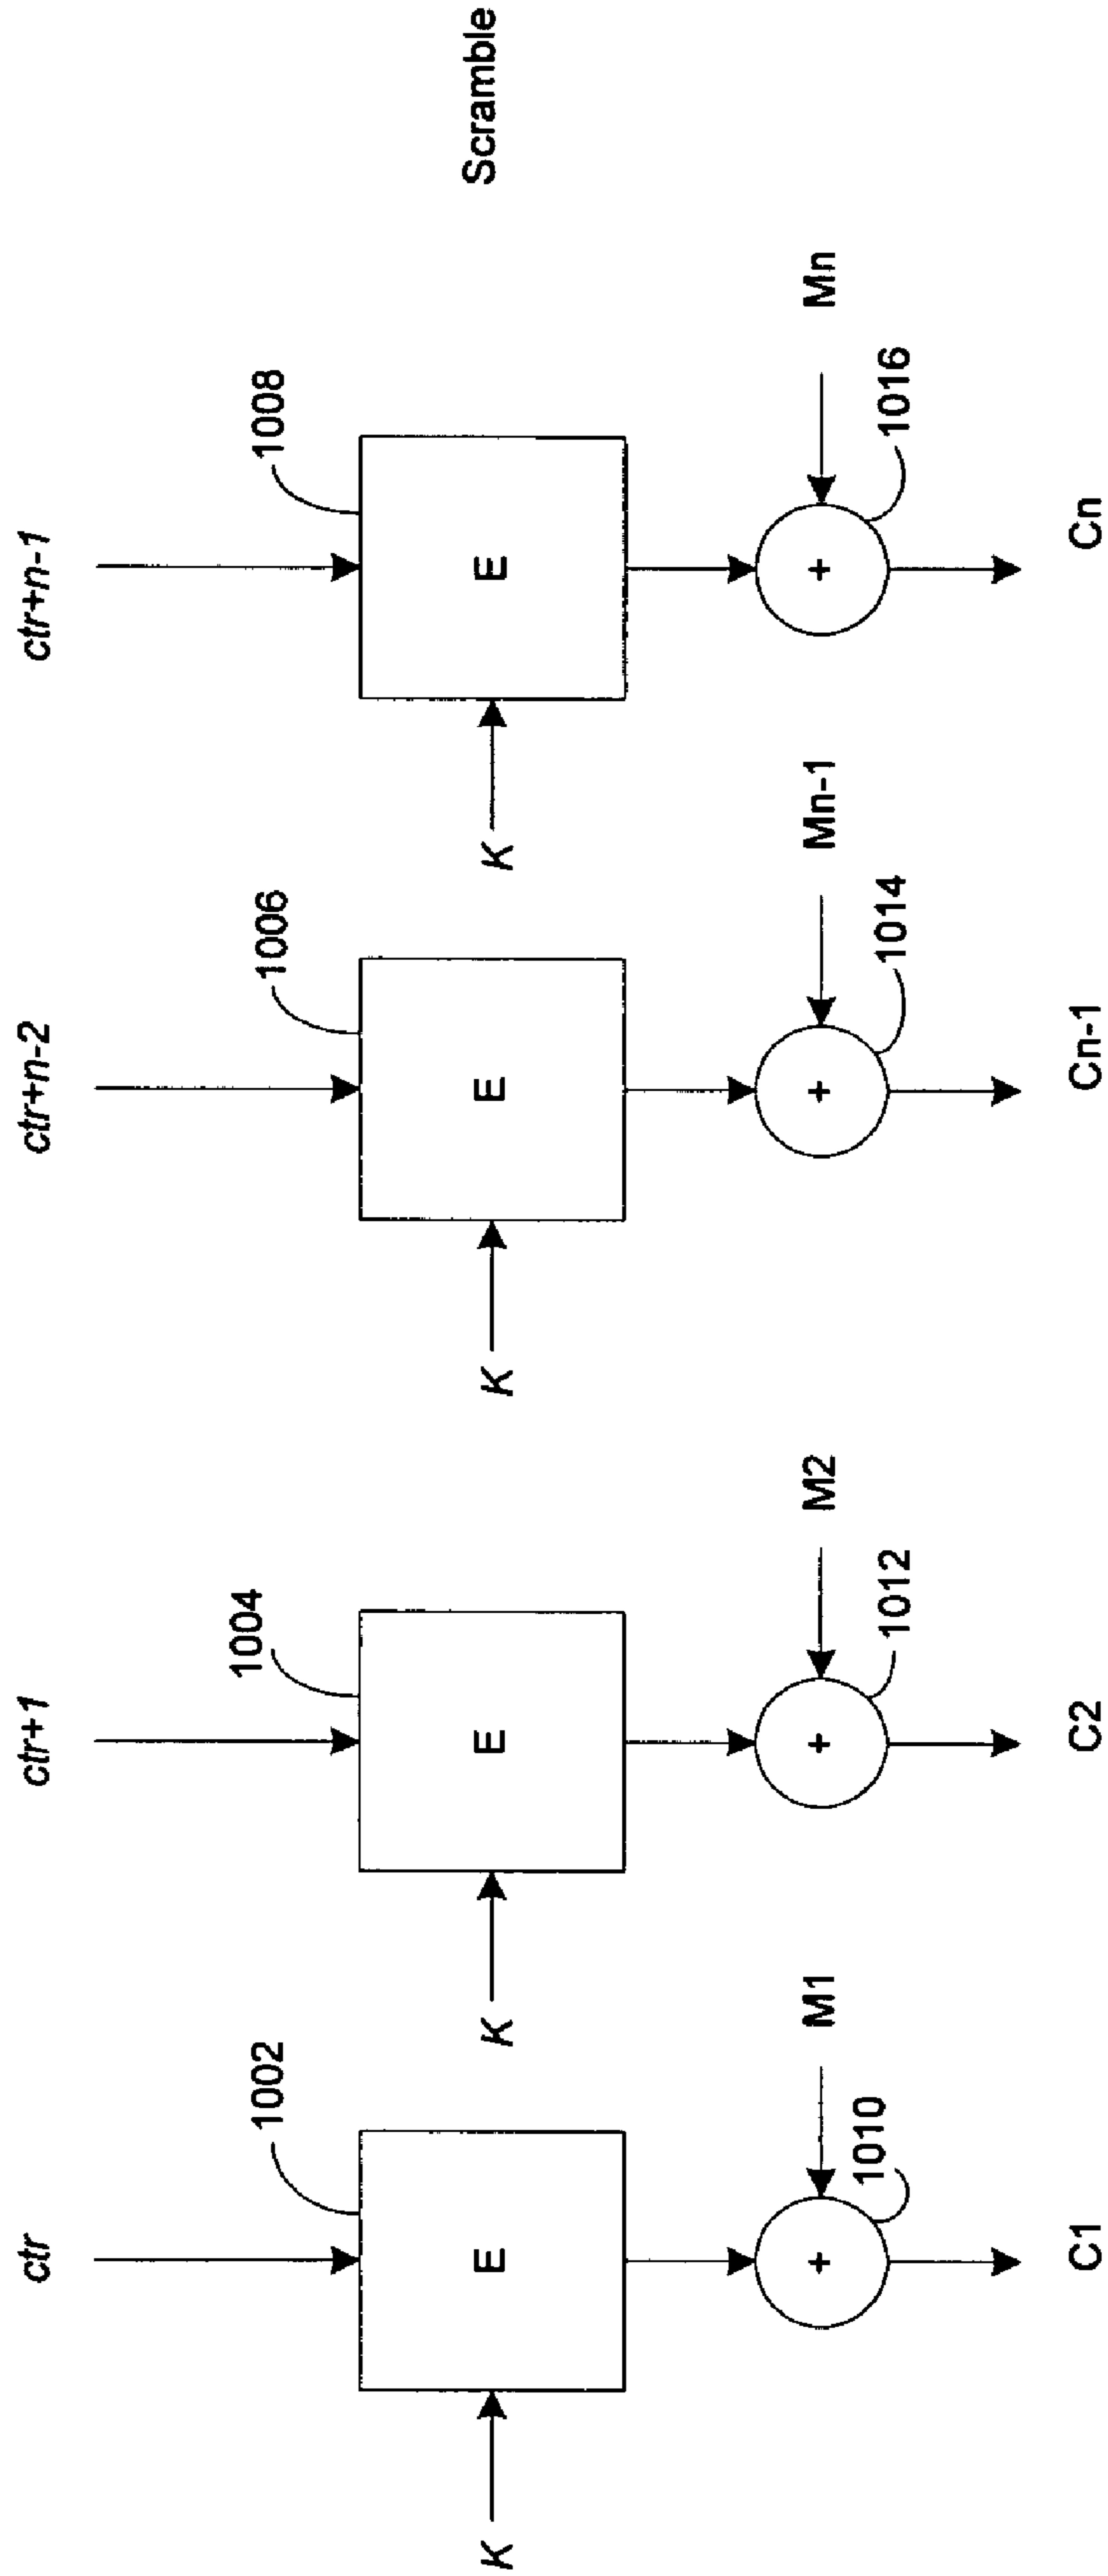 ctr
ctr+1
ctr+n-2
ctr+n-1
1002
1004
1006
1008
K
E
K
E
K
E
K
E
Scramble
M1
M2
Mn-1
Mn
+
+
+
+
1010
1012
1014
1016
C1
C2
Cn-1
Cn